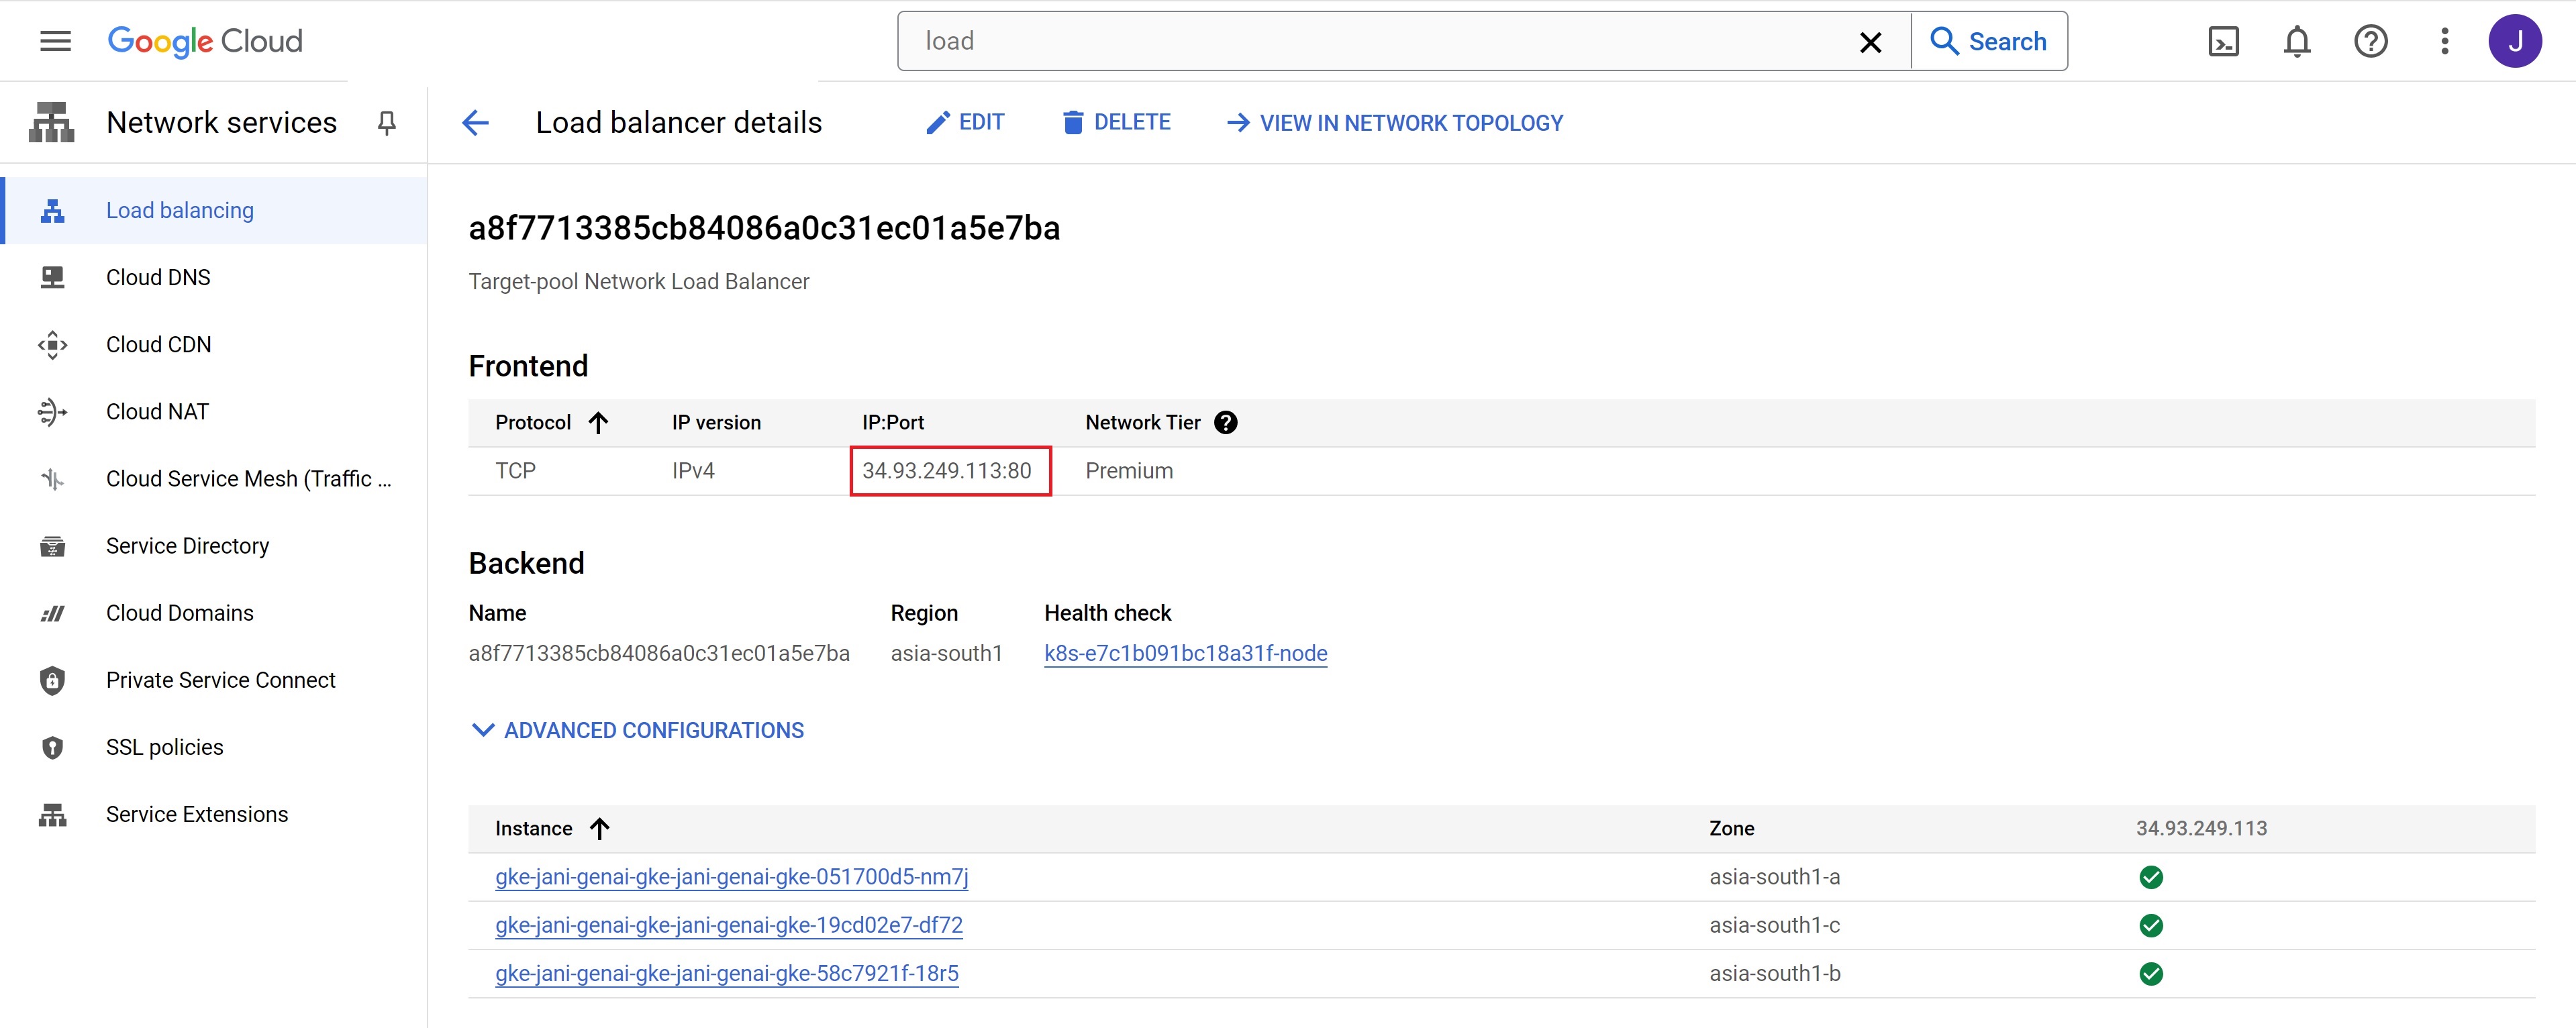 Google Cloud
load
Search
J
Network services
Load balancer details
EDIT
DELETE
VIEW IN NETWORK TOPOLOGY
Load balancing
Cloud DNS
Cloud CDN
Cloud NAT
Cloud Service Mesh (Traffic ...
Service Directory
Cloud Domains
Private Service Connect
SSL policies
Service Extensions
a8f7713385cb84086a0c31ec01a5e7ba
Target-pool Network Load Balancer
Frontend
Protocol IP version IP:Port Network Tier
TCP IPv4 34.93.249.113:80 Premium
Backend
Name Region Health check
a8f7713385cb84086a0c31ec01a5e7ba asia-south1 k8s-e7c1b091bc18a31f-node
ADVANCED CONFIGURATIONS
Instance Zone 34.93.249.113
gke-jani-genai-gke-jani-genai-gke-051700d5-nm7j asia-south1-a
gke-jani-genai-gke-jani-genai-gke-19cd02e7-df72 asia-south1-c
gke-jani-genai-gke-jani-genai-gke-58c7921f-18r5 asia-south1-b